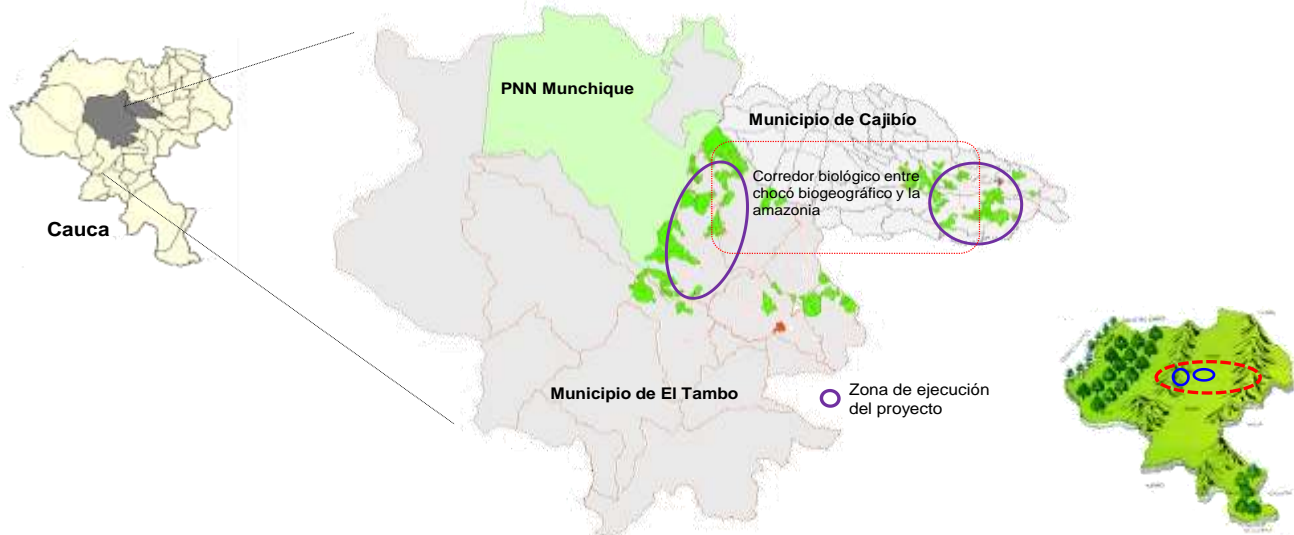 PNN Munchique
Municipio de Cajibío
Corredor biológico entre
chocó biogeográfico y la
amazonia
Cauca
Municipio de El Tambo
Zona de ejecución
del proyecto